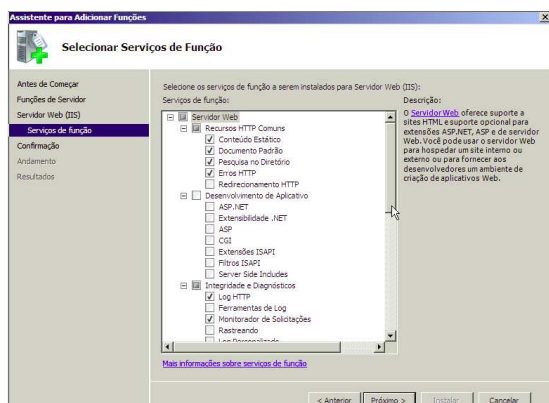 Assistente para Adicionar Funções
Selecionar Serviços de Função
Antes de Começar
Funções de Servidor
Servidor Web (IIS)
Serviços de função
Confirmação
Andamento
Resultados
Selecione os serviços de função a serem instalados para Servidor Web (IIS):
Serviços de função:
Servidor Web
Recursos HTTP Comuns
Conteúdo Estático
Documento Padrão
Pesquisa no Diretório
Erros HTTP
Redirecionamento HTTP
Desenvolvimento de Aplicativo
ASP.NET
Extensibilidade .NET
ASP
CGI
Extensões ISAPI
Filtros ISAPI
Server Side Includes
Integridade e Diagnósticos
Log HTTP
Ferramentas de Log
Monitorador de Solicitações
Rastreando
Log Personalizado
Mais informações sobre serviços de função
Descrição:
O Servidor Web oferece suporte a
sites HTML e suporte opcional para
extensões ASP.NET, ASP e de servidor
Web. Você pode usar o servidor Web
para hospedar um site interno ou
externo ou para fornecer aos
desenvolvedores um ambiente de
criação de aplicativos Web.
< Anterior Próximo > Instalar Cancelar